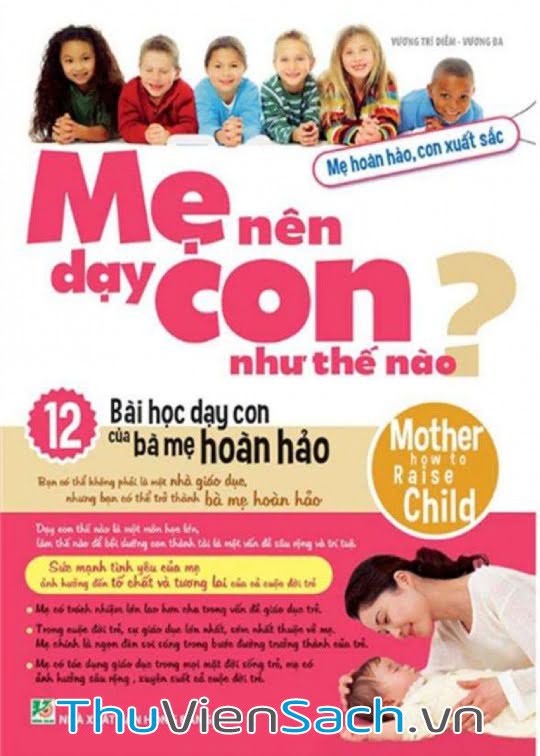 VƯƠNG TRÍ DIỄM - VƯƠNG BA
Mẹ hoàn hảo, con xuất sắc
Mẹ nên
dạy con
như thế nào?
12 Bài học dạy con
của bà mẹ hoàn hảo
Mother
how to
Raise
Child
Bạn có thể không phải là một nhà giáo dục,
nhưng bạn có thể trở thành bà mẹ hoàn hảo
Dạy con thế nào là một môn học lớn,
làm thế nào để bồi dưỡng con thành tài là một vấn đề sâu rộng và trí tuệ.
Sức mạnh tình yêu của mẹ
ảnh hưởng đến tố chất và tương lai của cả cuộc đời trẻ
• Mẹ có trách nhiệm lớn lao hơn cha trong vấn đề giáo dục trẻ.
• Trong cuộc đời trẻ, sự giáo dục lớn nhất, sớm nhất thuộc về mẹ.
Mẹ chính là ngọn đèn soi sáng trong bước đường trưởng thành của trẻ.
• Mẹ có tác dụng giáo dục trong mọi mặt đời sống trẻ, mẹ có
ảnh hưởng sâu rộng, xuyên suốt cả cuộc đời trẻ.
ThuVienSach.vn